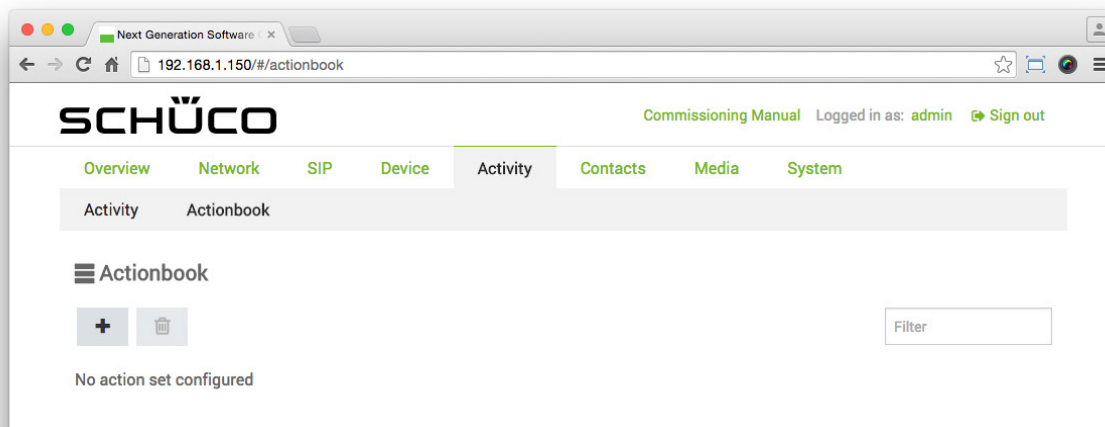 Next Generation Software
192.168.1.150/#/actionbook
SCHÜCO
Commissioning Manual Logged in as: admin Sign out
Overview Network SIP Device Activity Contacts Media System
Activity Actionbook
Actionbook
Filter
No action set configured